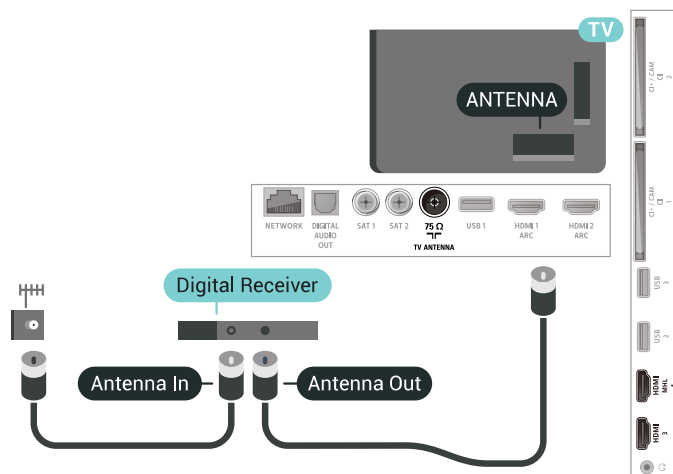 TV
ANTENNA
NETWORK
DIGITAL
AUDIO
OUT
SAT 1
SAT 2
75 Ω
TV ANTENNA
USB 1
HDMI 1
ARC
HDMI 2
ARC
Digital Receiver
Antenna In
Antenna Out
CI+ / CAM
2
CI+ / CAM
1
USB
3
USB
2
HDMI
MHL
4
HDMI
3